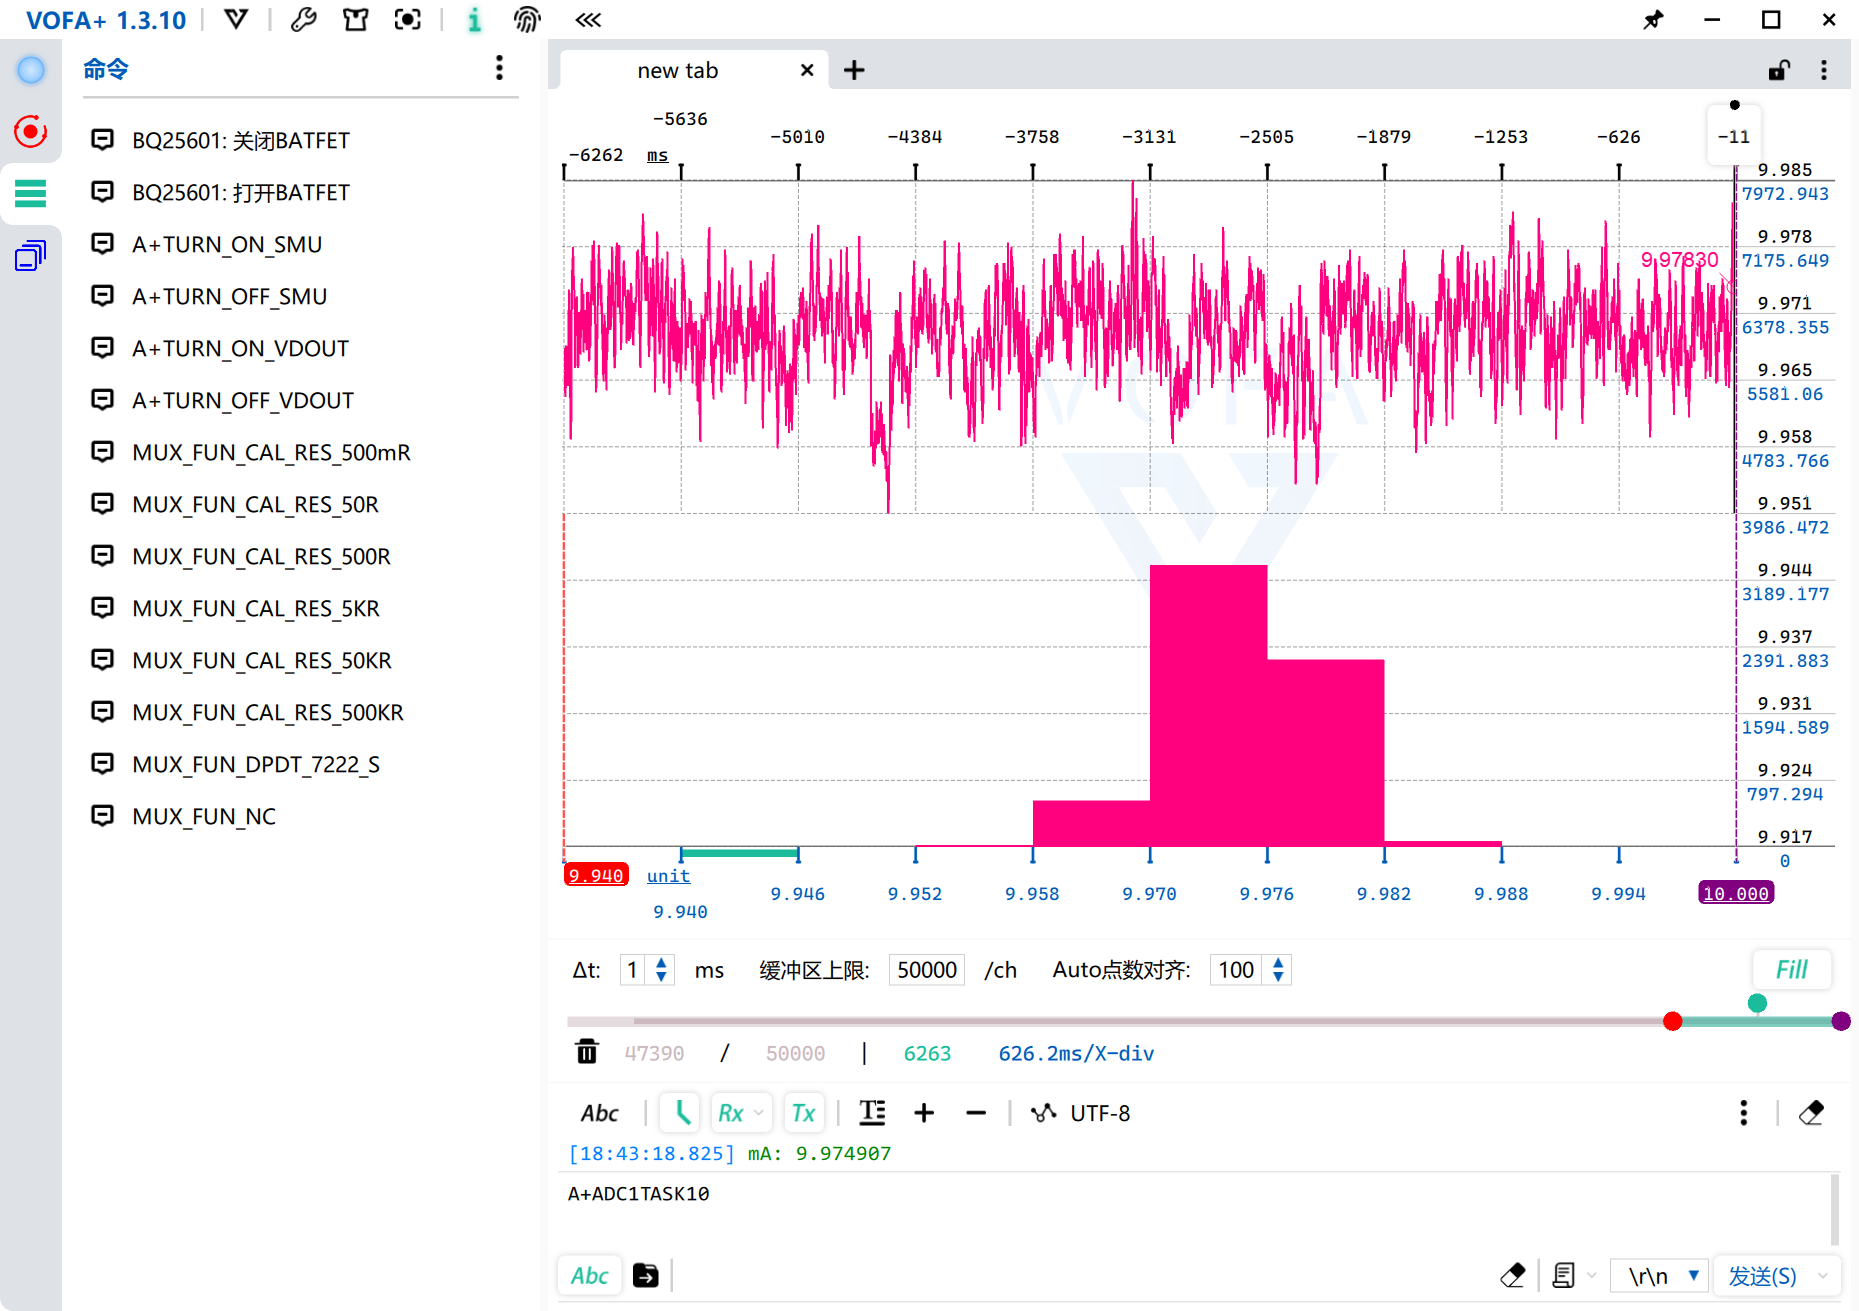 VOFA+ 1.3.10
命令
BQ25601: 关闭BATFET
BQ25601: 打开BATFET
A+TURN_ON_SMU
A+TURN_OFF_SMU
A+TURN_ON_VDOUT
A+TURN_OFF_VDOUT
MUX_FUN_CAL_RES_500mR
MUX_FUN_CAL_RES_50R
MUX_FUN_CAL_RES_500R
MUX_FUN_CAL_RES_5KR
MUX_FUN_CAL_RES_50KR
MUX_FUN_CAL_RES_500KR
MUX_FUN_DPDT_7222_S
MUX_FUN_NC
new tab
-6262 ms -5636 -5010 -4384 -3758 -3131 -2505 -1879 -1253 -626 -11
9.985
7972.943
9.978
7175.649
9.97830
9.971
6378.355
9.965
5581.06
9.958
4783.766
9.951
3986.472
9.944
3189.177
9.937
2391.883
9.931
1594.589
9.924
797.294
9.917
0
VOFA
9.940 unit 9.940 9.946 9.952 9.958 9.970 9.976 9.982 9.988 9.994 10.000
Δt: 1 ms 缓冲区上限: 50000 /ch Auto点数对齐: 100 Fill
47390 / 50000 | 6263 626.2ms/X-div
Abc Rx Tx UTF-8
[18:43:18.825] mA: 9.974907
A+ADC1TASK10
Abc \r\n 发送(S)